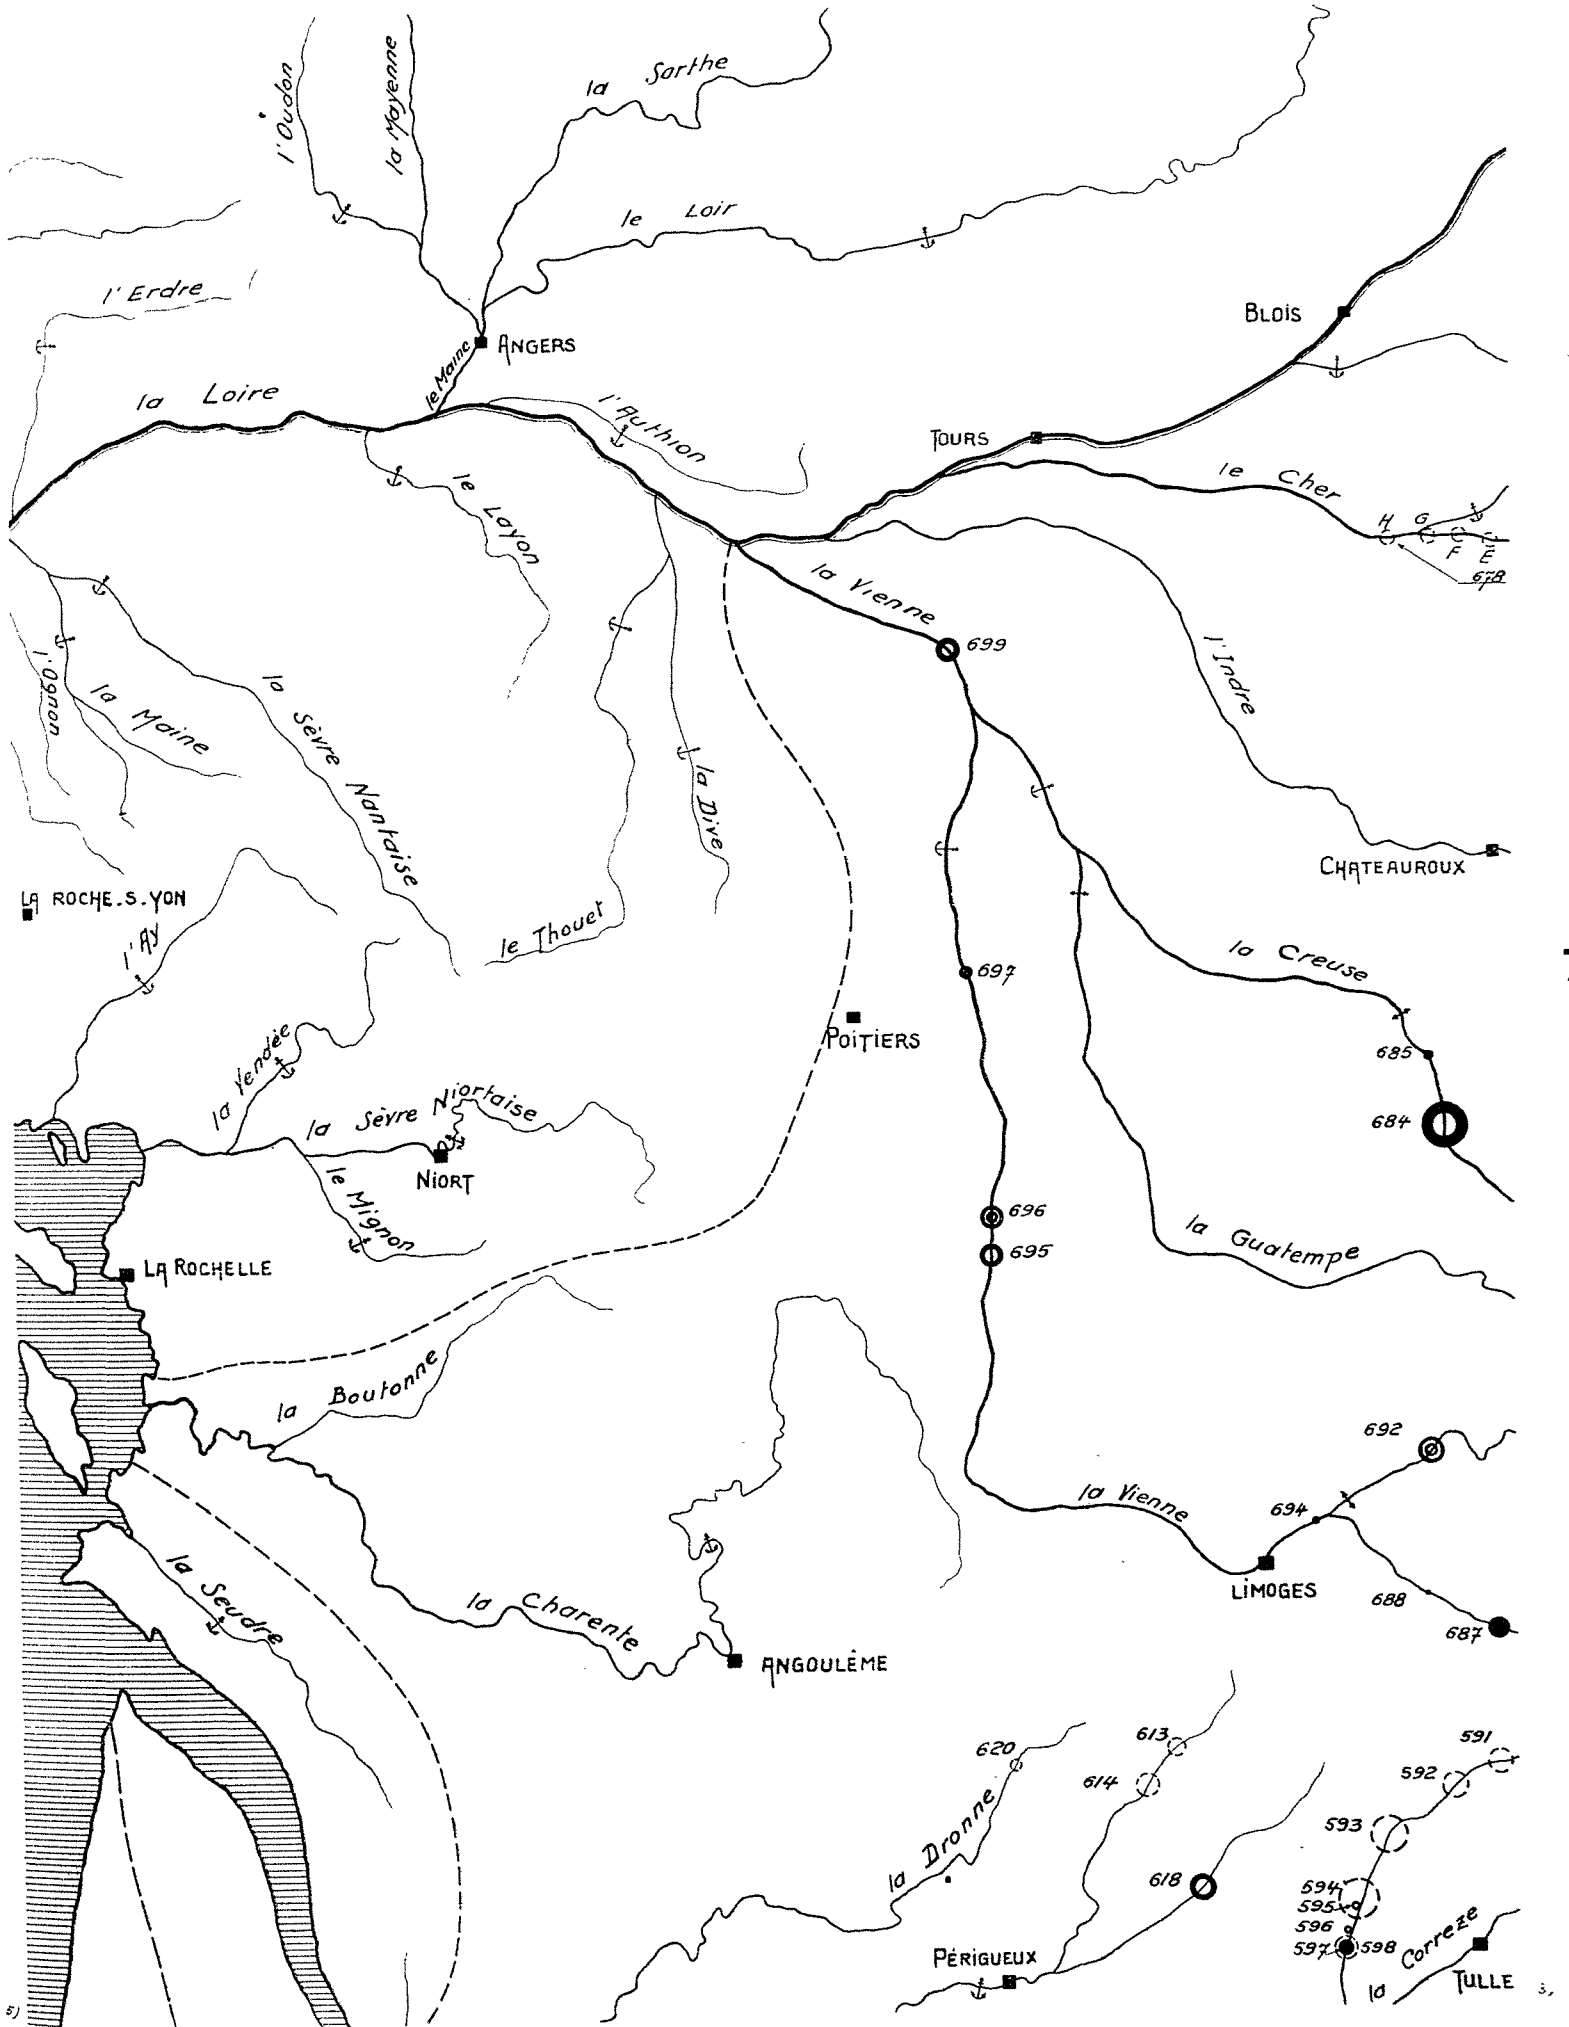 l'Oudon
la Mayenne
la Sarthe
le Loir
l'Erdre
BLOIS
ANGERS
le Maine
la Loire
l'Authion
TOURS
le Cher
H G F E
678
le Layon
la Vienne
699
l'Indre
l'Ognon
la Maine
la Sèvre Nantaise
la Dive
CHATEAUROUX
LA ROCHE.S.YON
l'Ay
le Thouet
la Creuse
697
POITIERS
685
la Vendée
684
la Sèvre Niortaise
NIORT
le Mignon
696
695
la Guatempe
LA ROCHELLE
la Boutonne
692
la Vienne
694
LIMOGES
688
687
la Seudre
la Charente
ANGOULÈME
620
613
614
591
592
593
la Dronne
618
594
595
596
597
598
la Correze
PÉRIGUEUX
TULLE
5)